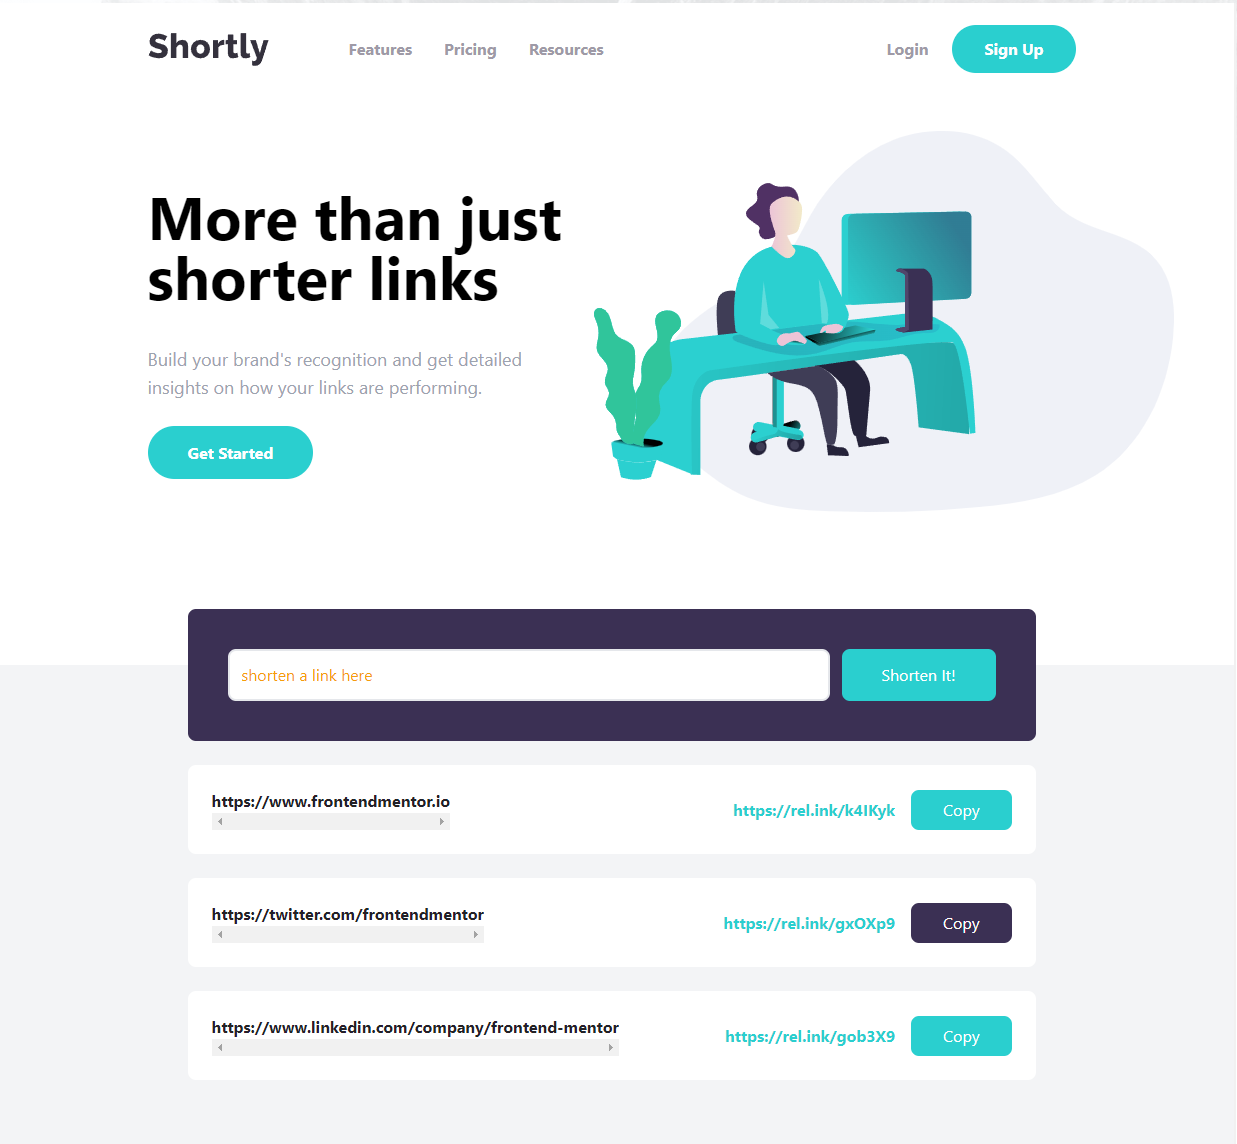 Shortly
Features
Pricing
Resources
Login
Sign Up
More than just
shorter links
Build your brand's recognition and get detailed
insights on how your links are performing.
Get Started
shorten a link here
Shorten It!
https://www.frontendmentor.io
https://rel.ink/k4IKyk
Copy
https://twitter.com/frontendmentor
https://rel.ink/gxOXp9
Copy
https://www.linkedin.com/company/frontend-mentor
https://rel.ink/gob3X9
Copy